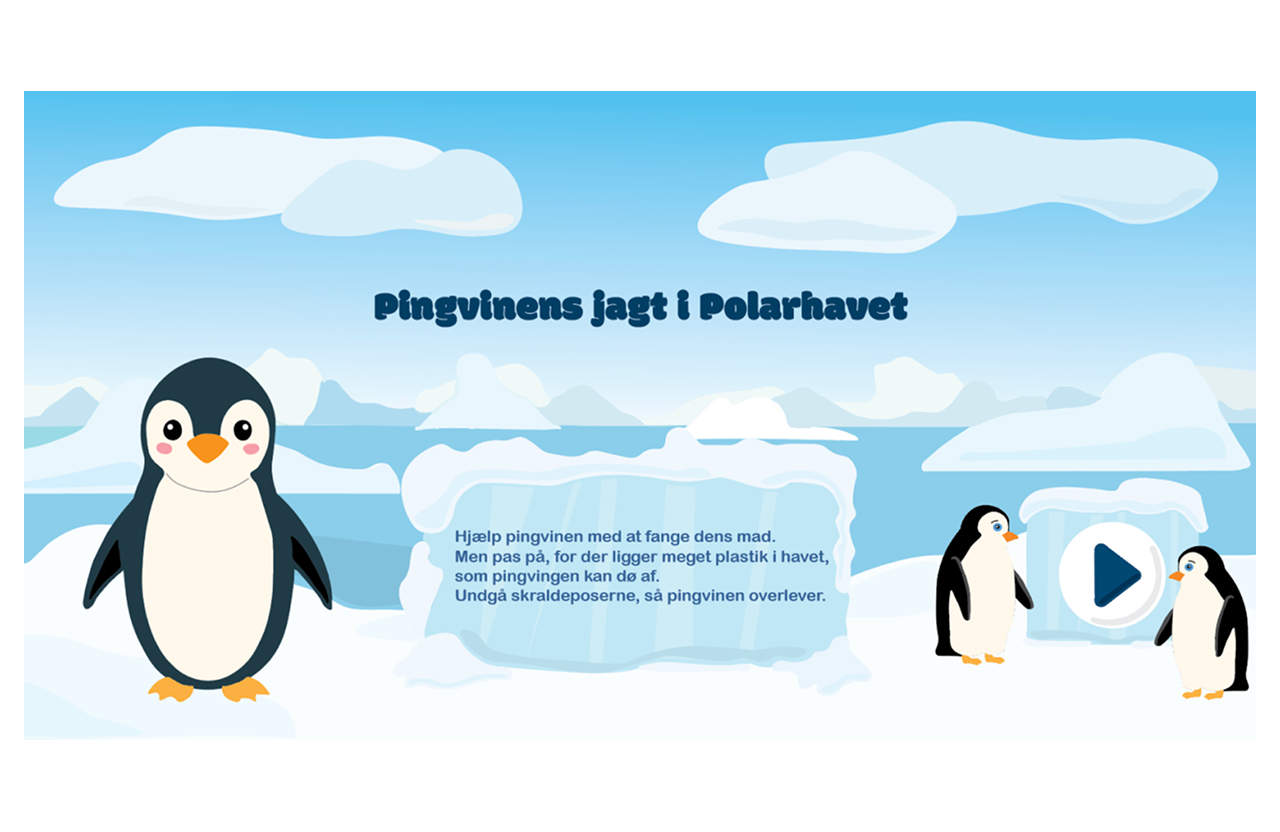 Pingvinens jagt i Polarhavet
Hjælp pingvinen med at fange dens mad.
Men pas på, for der ligger meget plastik i havet,
som pingvingen kan dø af.
Undgå skraldeposerne, så pingvinen overlever.